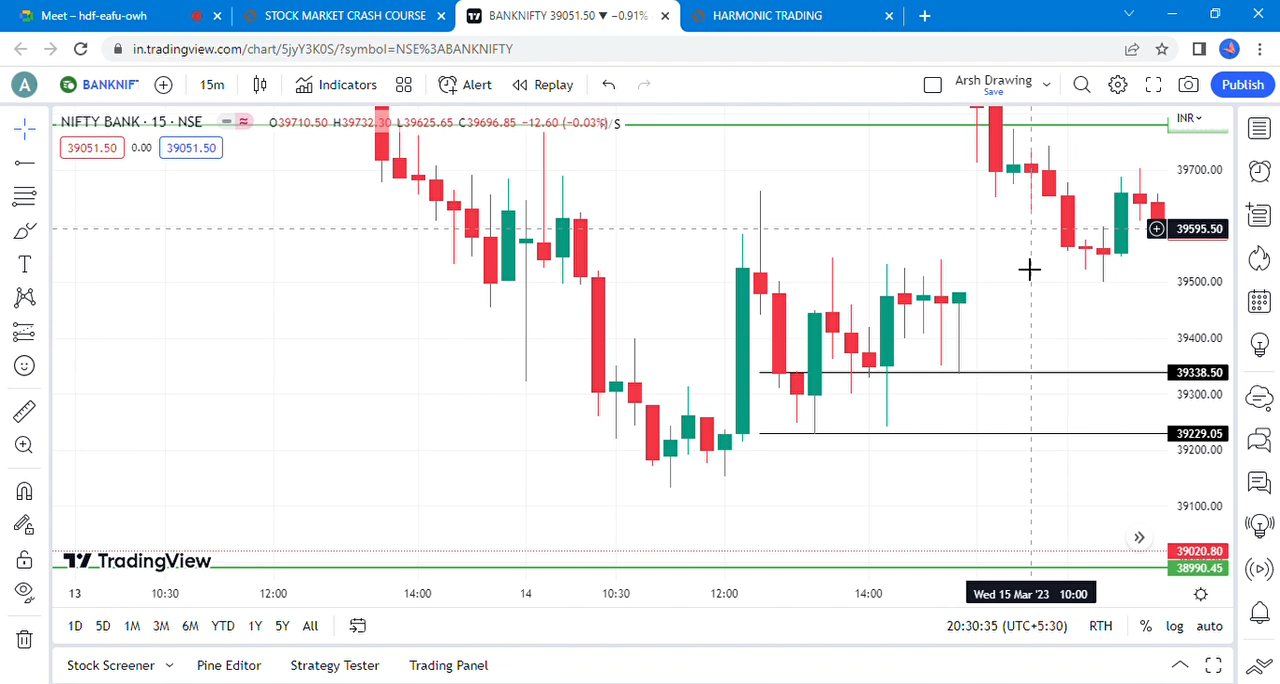 Meet – hdf-eafu-owh
STOCK MARKET CRASH COURSE
BANKNIFTY 39051.50 ▼ −0.91%
HARMONIC TRADING
in.tradingview.com/chart/5jyY3K0S/?symbol=NSE%3ABANKNIFTY
A
BANKNIF
15m
Indicators
Alert
Replay
Arsh Drawing
Save
Publish
NIFTY BANK · 15 · NSE
O39710.50 H39732.30 L39625.65 C39696.85 −12.60 (−0.03%)
/S
INR
39051.50
0.00
39051.50
39700.00
39595.50
39500.00
39400.00
39338.50
39300.00
39229.05
39200.00
39100.00
39020.80
38990.45
TradingView
13
10:30
12:00
14:00
14
10:30
12:00
14:00
Wed 15 Mar '23 10:00
12:00
1D
5D
1M
3M
6M
YTD
1Y
5Y
All
20:30:35 (UTC+5:30)
RTH
%
log
auto
Stock Screener
Pine Editor
Strategy Tester
Trading Panel